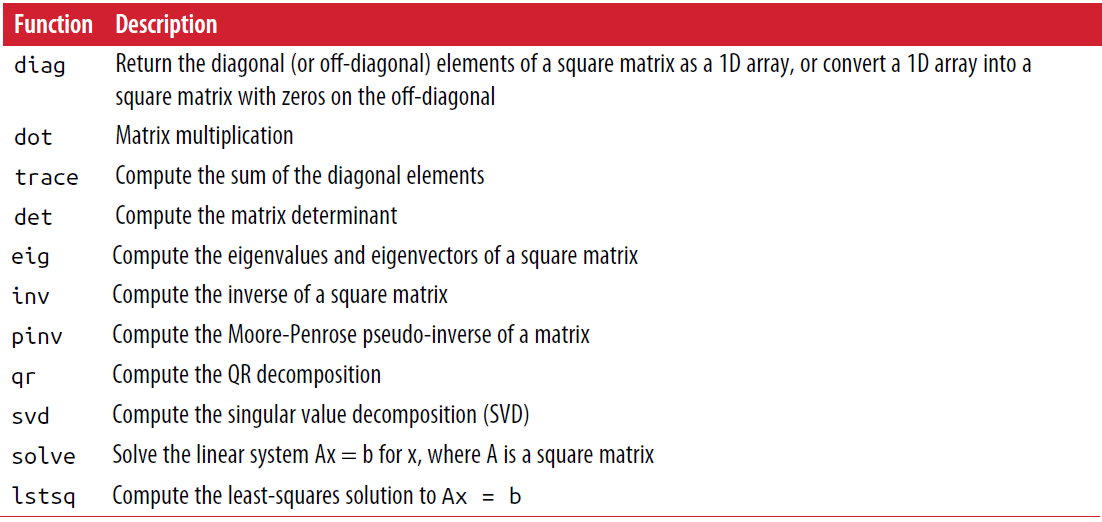 Function Description
diag Return the diagonal (or off-diagonal) elements of a square matrix as a 1D array, or convert a 1D array into a
square matrix with zeros on the off-diagonal
dot Matrix multiplication
trace Compute the sum of the diagonal elements
det Compute the matrix determinant
eig Compute the eigenvalues and eigenvectors of a square matrix
inv Compute the inverse of a square matrix
pinv Compute the Moore-Penrose pseudo-inverse of a matrix
qr Compute the QR decomposition
svd Compute the singular value decomposition (SVD)
solve Solve the linear system Ax = b for x, where A is a square matrix
lstsq Compute the least-squares solution to Ax = b